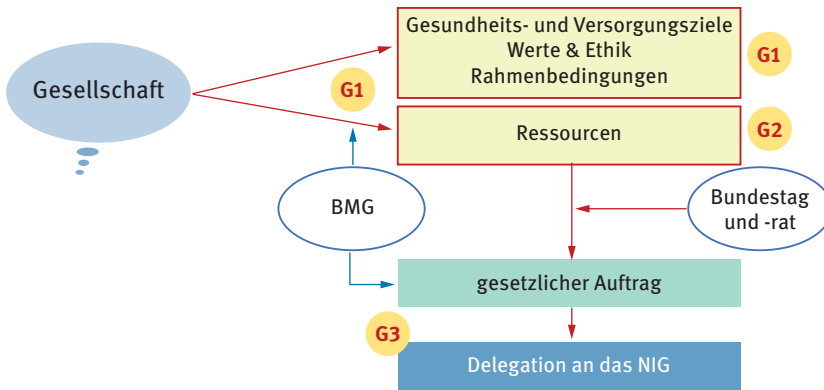 Gesundheits- und Versorgungsziele
Werte & Ethik
Rahmenbedingungen
G1
Gesellschaft
G1
Ressourcen
G2
BMG
Bundestag
und -rat
gesetzlicher Auftrag
G3
Delegation an das NIG